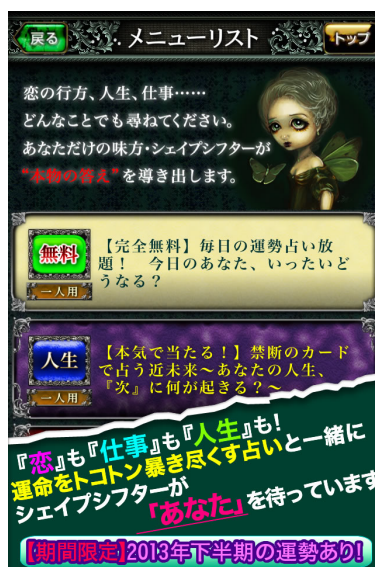 戻る
メニューリスト
トップ
恋の行方、人生、仕事……
どんなことでも尋ねてください。
あなただけの味方・シェイプシフターが
"本物の答え"を導き出します。
無料
一人用
【完全無料】毎日の運勢占い放
題! 今日のあなた、いったいど
うなる?
人生
一人用
【本気で当たる!】禁断のカード
で占う近未来~あなたの人生、
『次』に何が起きる?~
『恋』も『仕事』も『人生』も!
運命をトコトン暴き尽くす占いと一緒に
シェイプシフターが
「あなた」を待っています
【期間限定】2013年下半期の運勢あり!